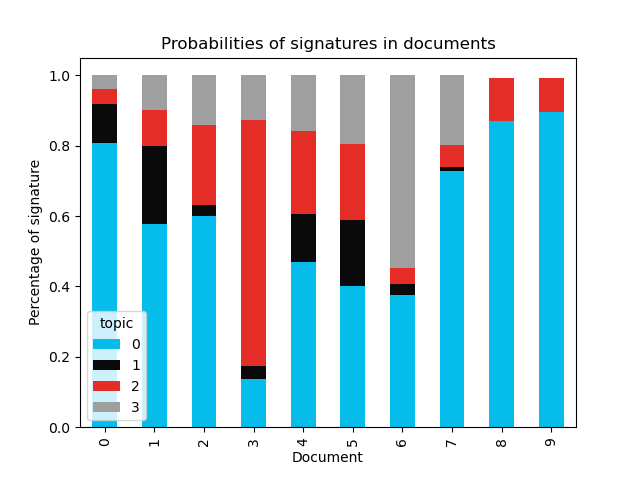 Probabilities of signatures in documents
Percentage of signature
1.0
0.8
0.6
0.4
0.2
0.0
topic
0
1
2
3
0 1 2 3 4 5 6 7 8 9
Document